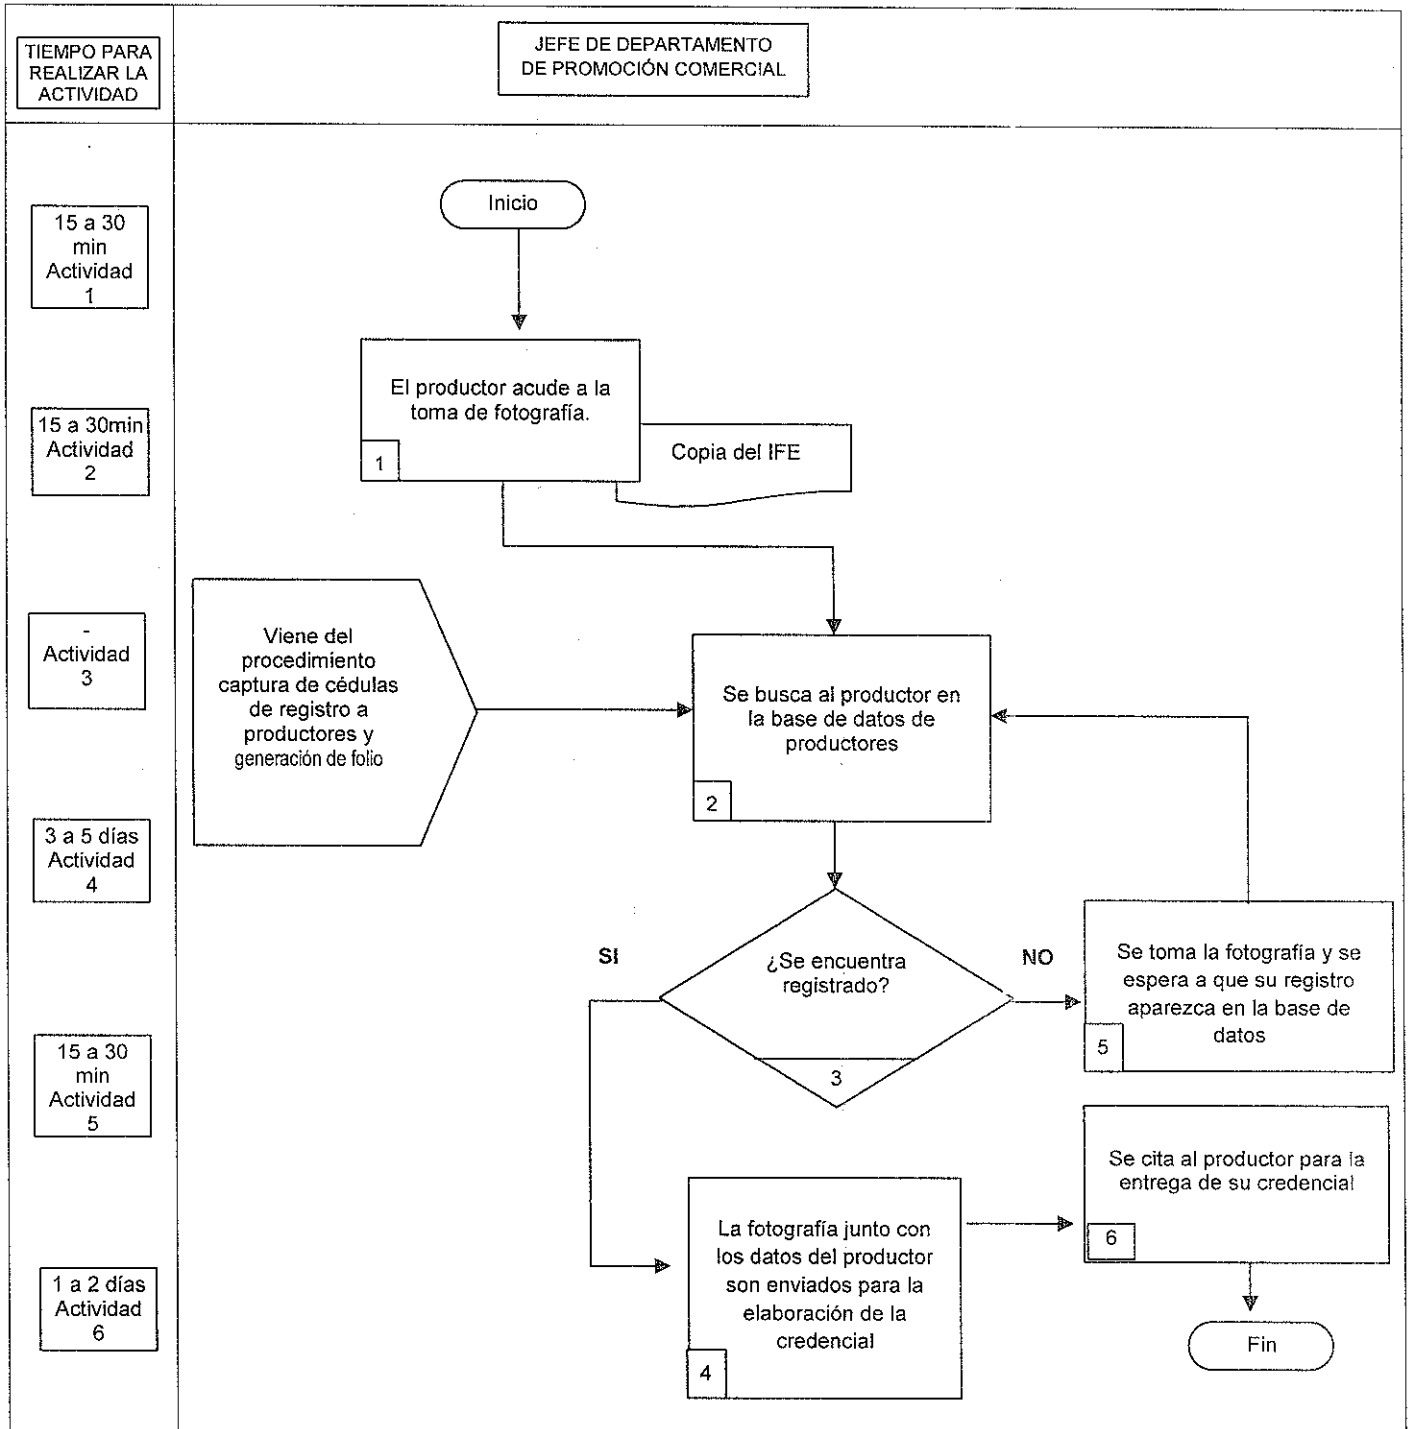 TIEMPO PARA
REALIZAR LA
ACTIVIDAD
JEFE DE DEPARTAMENTO
DE PROMOCIÓN COMERCIAL
15 a 30
min
Actividad
1
15 a 30min
Actividad
2
-
Actividad
3
3 a 5 días
Actividad
4
15 a 30
min
Actividad
5
1 a 2 días
Actividad
6
Inicio
El productor acude a la
toma de fotografía.
1
Copia del IFE
Viene del
procedimiento
captura de cédulas
de registro a
productores y
generación de folio
Se busca al productor en
la base de datos de
productores
2
¿Se encuentra
registrado?
3
SI
NO
Se toma la fotografía y se
espera a que su registro
aparezca en la base de
datos
5
La fotografía junto con
los datos del productor
son enviados para la
elaboración de la
credencial
4
Se cita al productor para la
entrega de su credencial
6
Fin